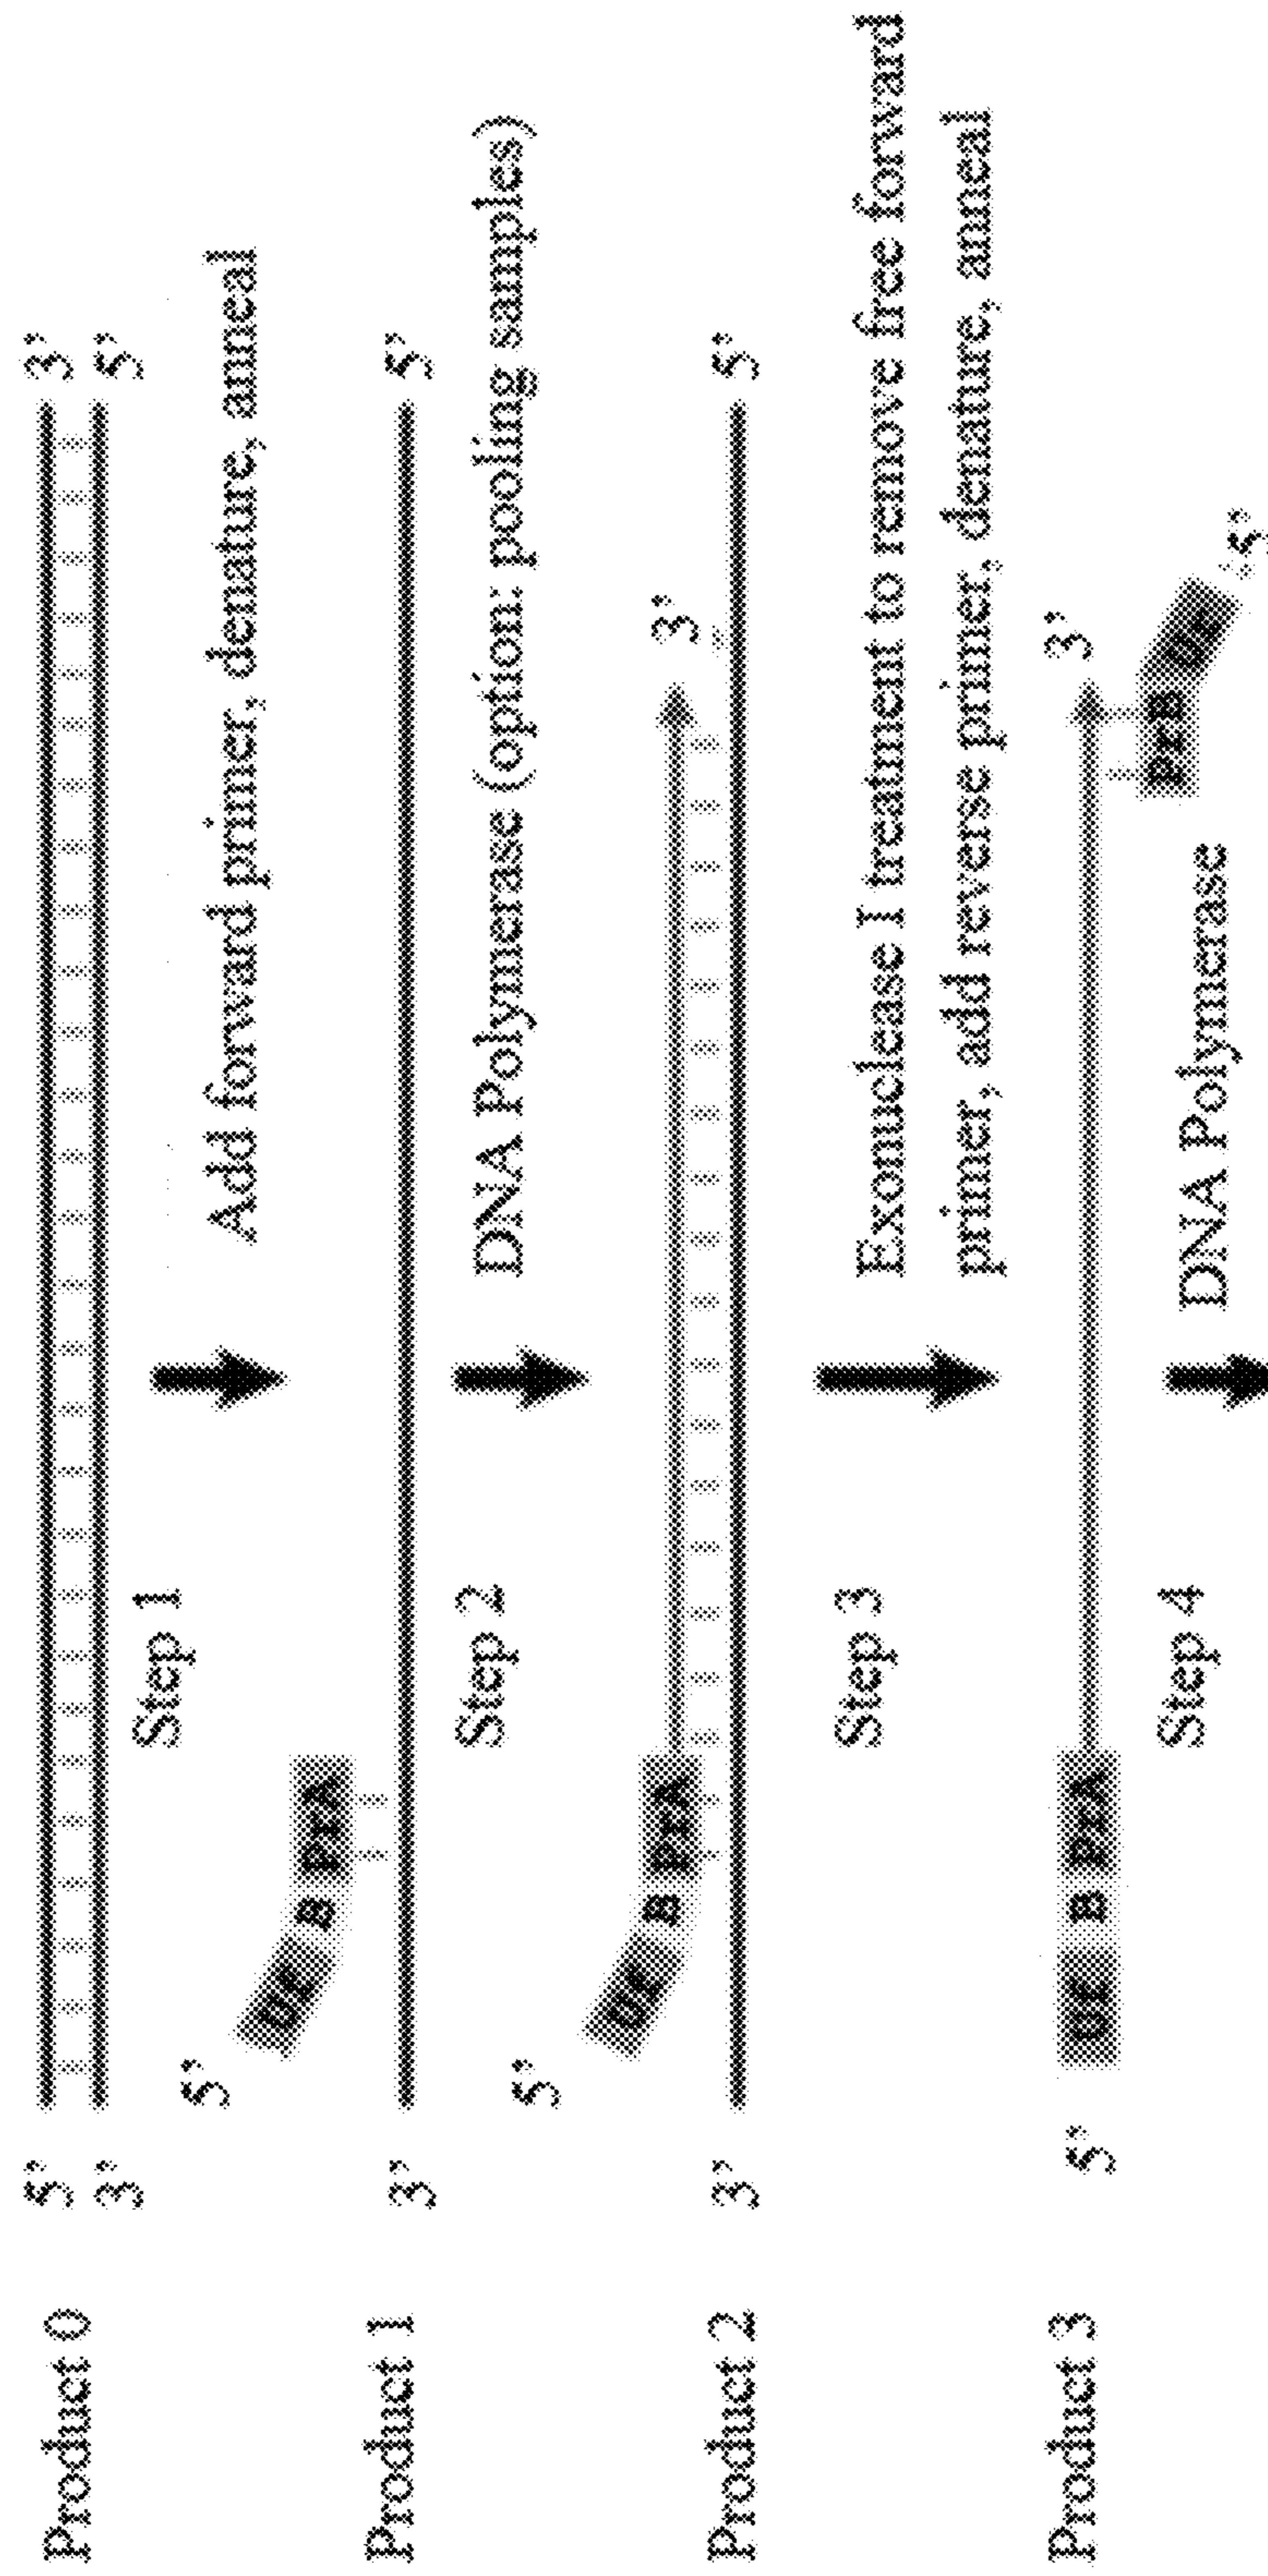 Product 0
5' 3'
3' 5'
Step 1
Add forward primer, denature, anneal
5'
Uf B PrA
Product 1
3' 5'
Step 2
DNA Polymerase (option: pooling samples)
5'
Uf B PrA
3'
Product 2
3' 5'
Step 3
Exonuclease I treatment to remove free forward
primer, add reverse primer, denature, anneal
Product 3
5' Uf B PrA 3'
PrB Ur 5'
Step 4
DNA Polymerase